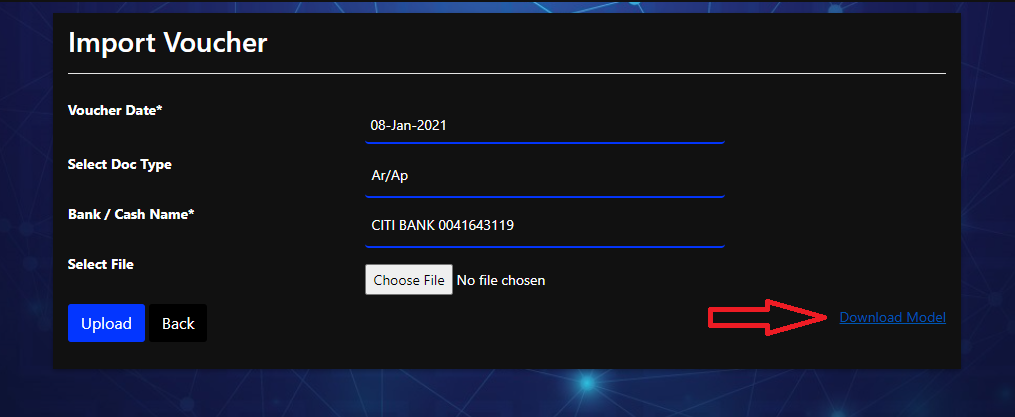 Import Voucher
Voucher Date*
08-Jan-2021
Select Doc Type
Ar/Ap
Bank / Cash Name*
CITI BANK 0041643119
Select File
Choose File No file chosen
Upload Back
Download Model